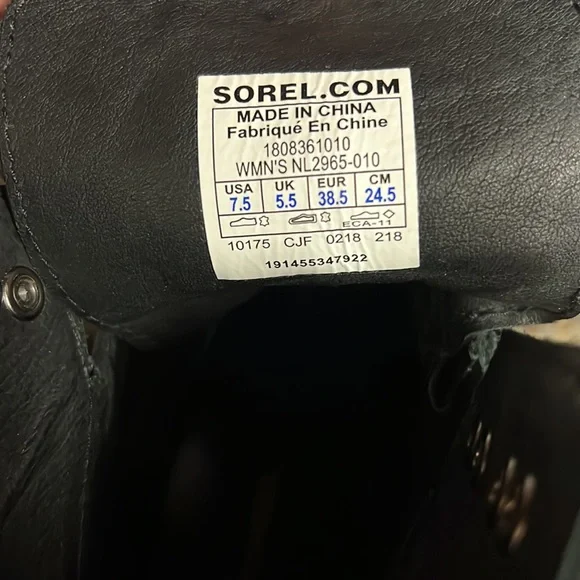 SOREL.COM
MADE IN CHINA
Fabriqué En Chine
1808361010
WMN'S NL2965-010
USA UK EUR CM
7.5 5.5 38.5 24.5
ECA-11
10175 CJF 0218 218
191455347922